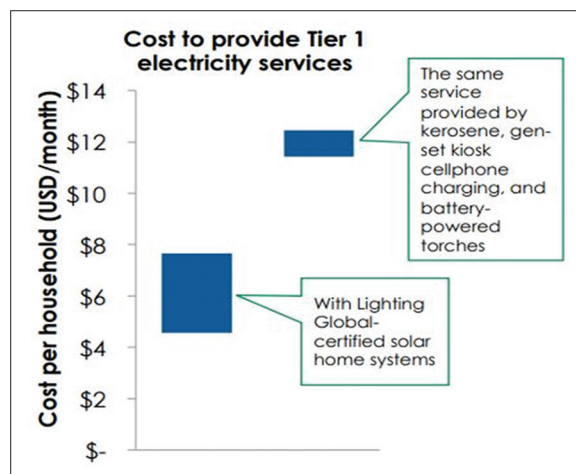 Cost to provide Tier 1
electricity services
Cost per household (USD/month)
$14
$12
$10
$8
$6
$4
$2
$-
The same
service
provided by
kerosene, gen-
set kiosk
cellphone
charging, and
battery-
powered
torches
With Lighting
Global-
certified solar
home systems